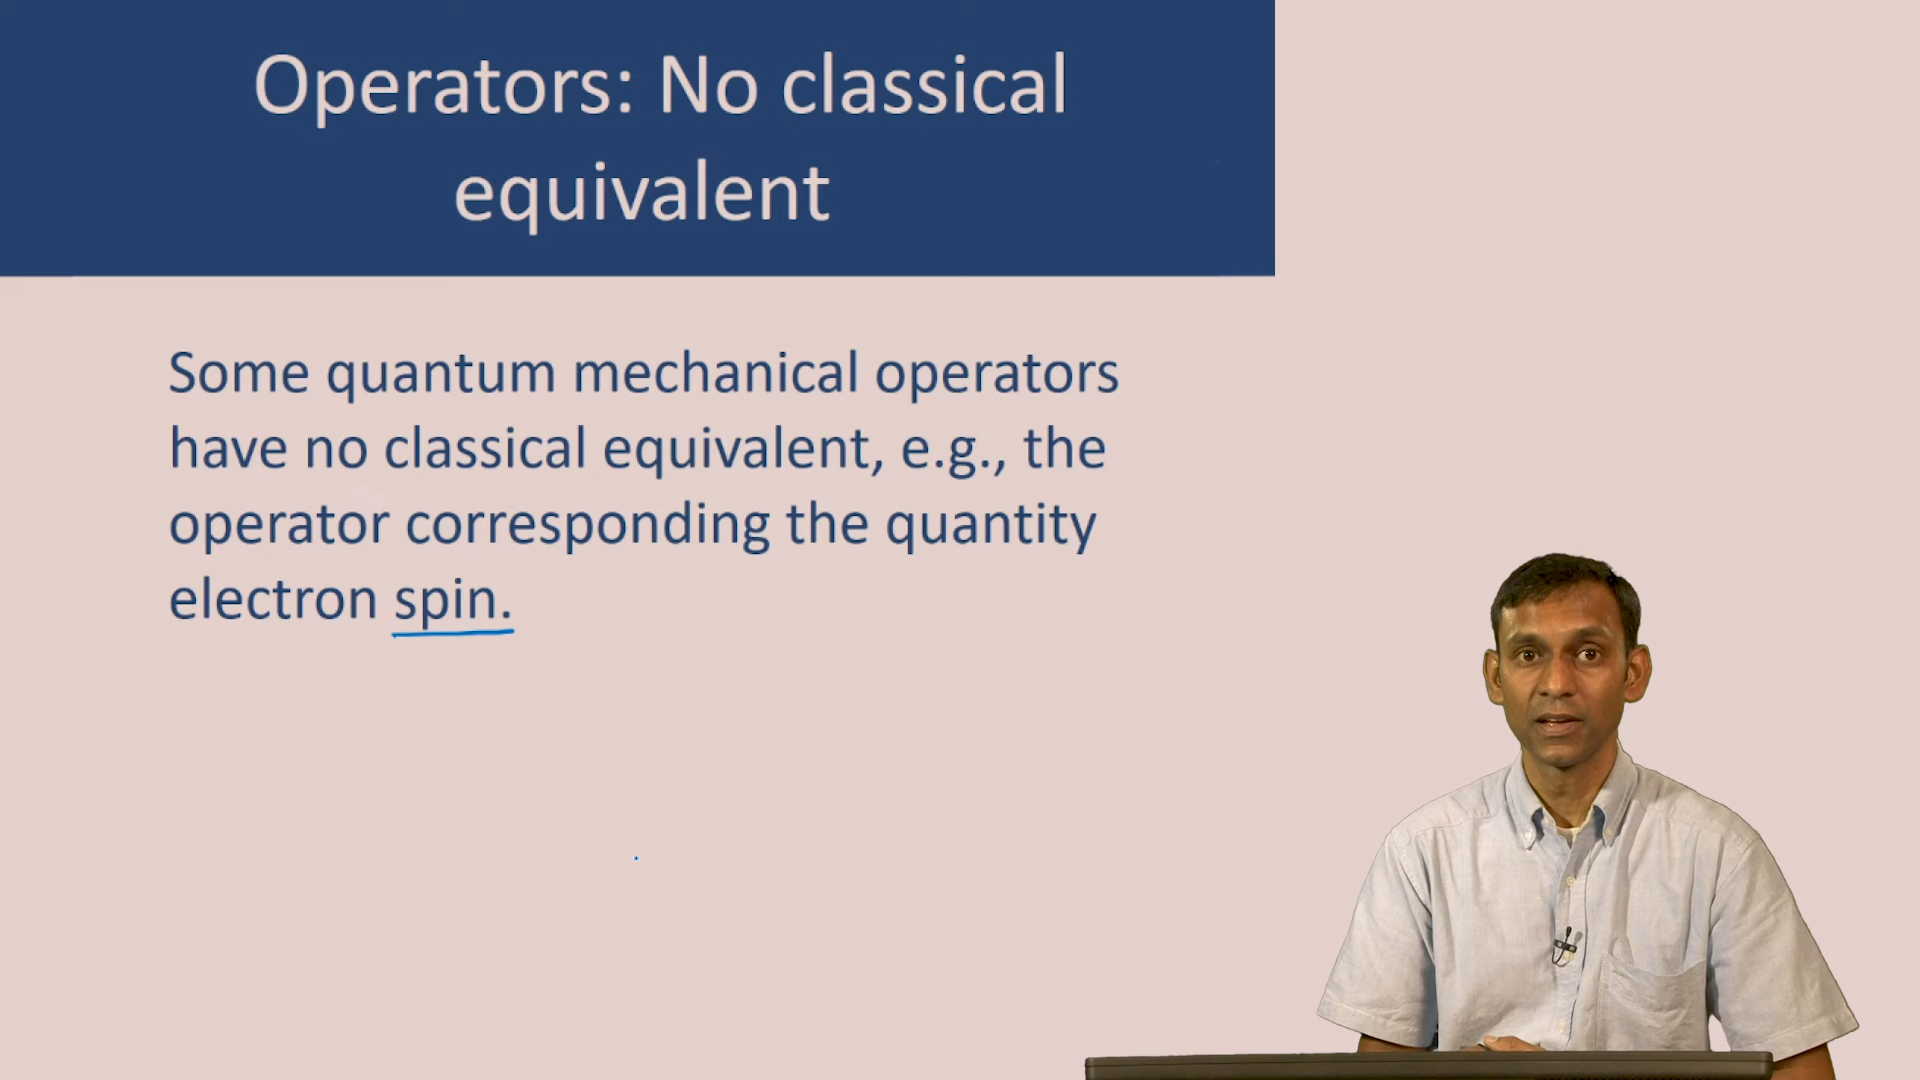 Operators: No classical
equivalent
Some quantum mechanical operators
have no classical equivalent, e.g., the
operator corresponding the quantity
electron spin.